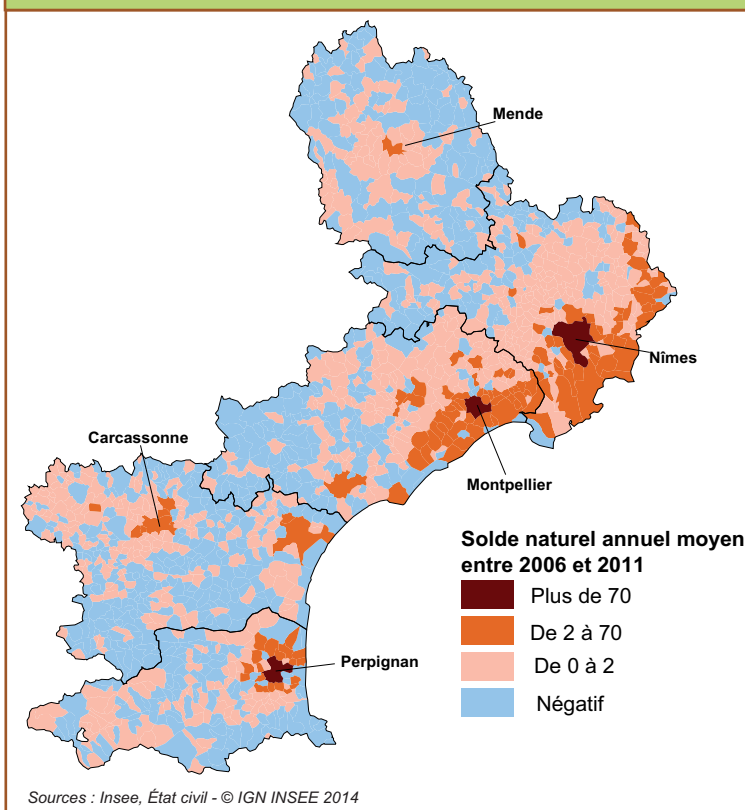 Mende
Nîmes
Carcassonne
Montpellier
Solde naturel annuel moyen
entre 2006 et 2011
Plus de 70
De 2 à 70
De 0 à 2
Négatif
Perpignan
Sources : Insee, État civil - © IGN INSEE 2014